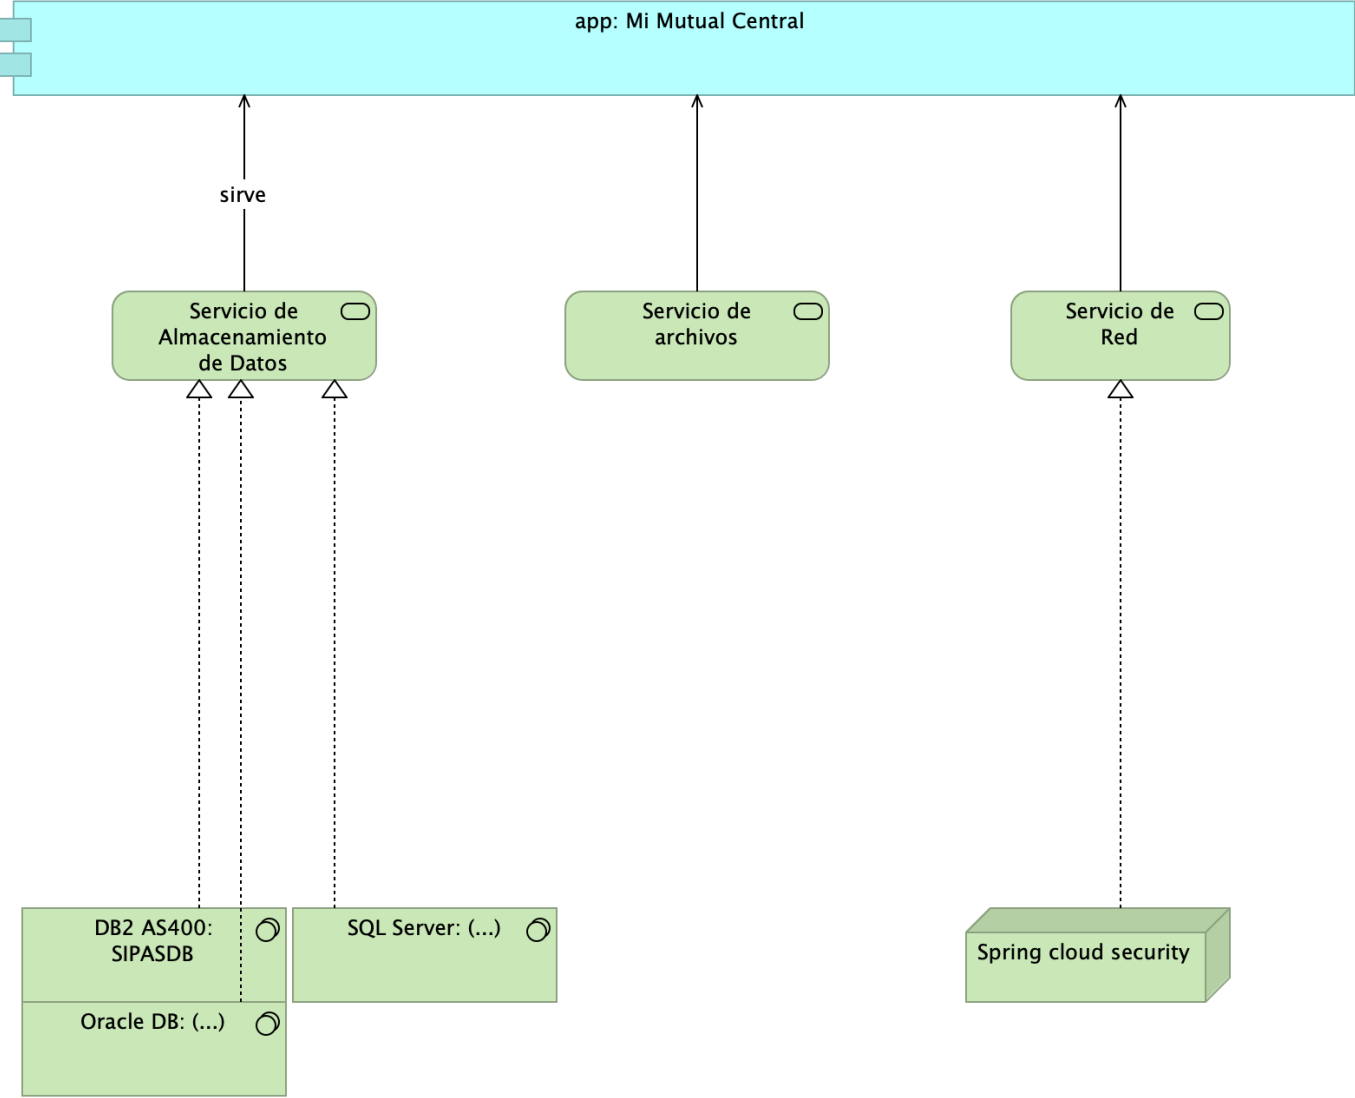 app: Mi Mutual Central
sirve
Servicio de
Almacenamiento
de Datos
Servicio de
archivos
Servicio de
Red
DB2 AS400:
SIPASDB
SQL Server: (...)
Spring cloud security
Oracle DB: (...)